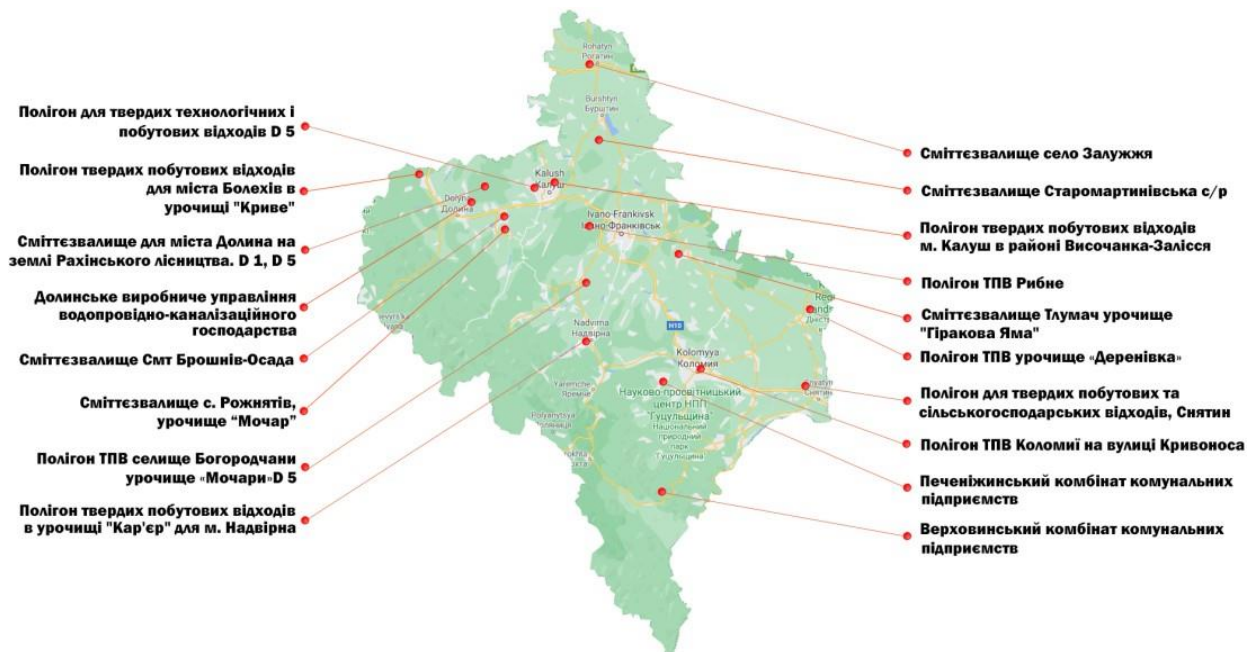 Полігон для твердих технологічних і
побутових відходів D 5
Полігон твердих побутових відходів
для міста Болехів в
урочищі "Криве"
Сміттєзвалище для міста Долина на
землі Рахінського лісництва. D 1, D 5
Долинське виробниче управління
водопровідно-каналізаційного
господарства
Сміттєзвалище Смт Брошнів-Осада
Сміттєзвалище с. Рожнятів,
урочище “Мочар”
Полігон ТПВ селище Богородчани
урочище «Мочари»D 5
Полігон твердих побутових відходів
в урочищі "Кар'єр" для м. Надвірна
Rohatyn
Рогатин
Burshtyn
Бурштин
Kalush
Калуш
Долина
Ivano-Frankivsk
Івано-Франківськ
Nadvirna
Надвірна
H10
Kolomyya
Коломия
Yaremche
Яремче
Polyanytsya
Науково-просвітницький
центр НПП
"Гуцульщина"
Національний
природний
парк
Гуцульщина
Снятин
Сміттєзвалище село Залужжя
Сміттєзвалище Старомартинівська с/р
Полігон твердих побутових відходів
м. Калуш в районі Височанка-Залісся
Полігон ТПВ Рибне
Сміттєзвалище Тлумач урочище
"Гіракова Яма"
Полігон ТПВ урочище «Деренівка»
Полігон для твердих побутових та
сільськогосподарських відходів, Снятин
Полігон ТПВ Коломиї на вулиці Кривоноса
Печеніжинський комбінат комунальних
підприємств
Верховинський комбінат комунальних
підприємств